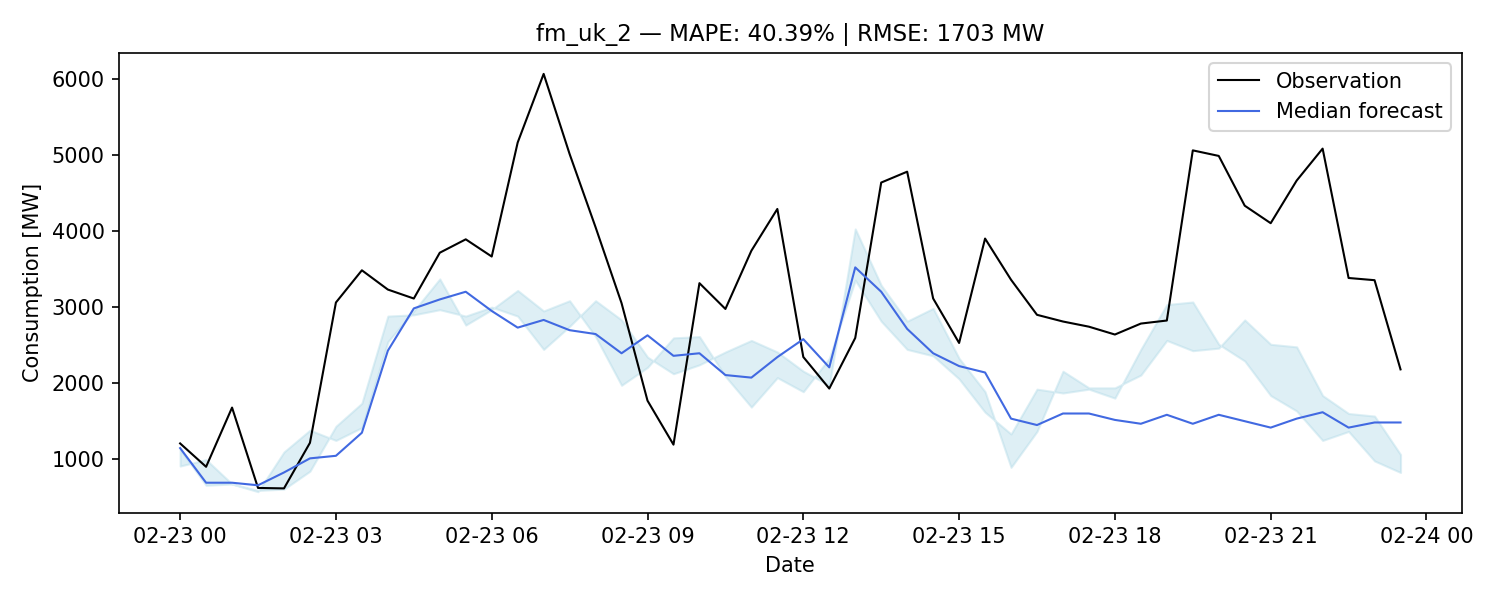 fm_uk_2 — MAPE: 40.39% | RMSE: 1703 MW
Observation
Median forecast
Consumption [MW]
6000
5000
4000
3000
2000
1000
02-23 00 02-23 03 02-23 06 02-23 09 02-23 12 02-23 15 02-23 18 02-23 21 02-24 00
Date